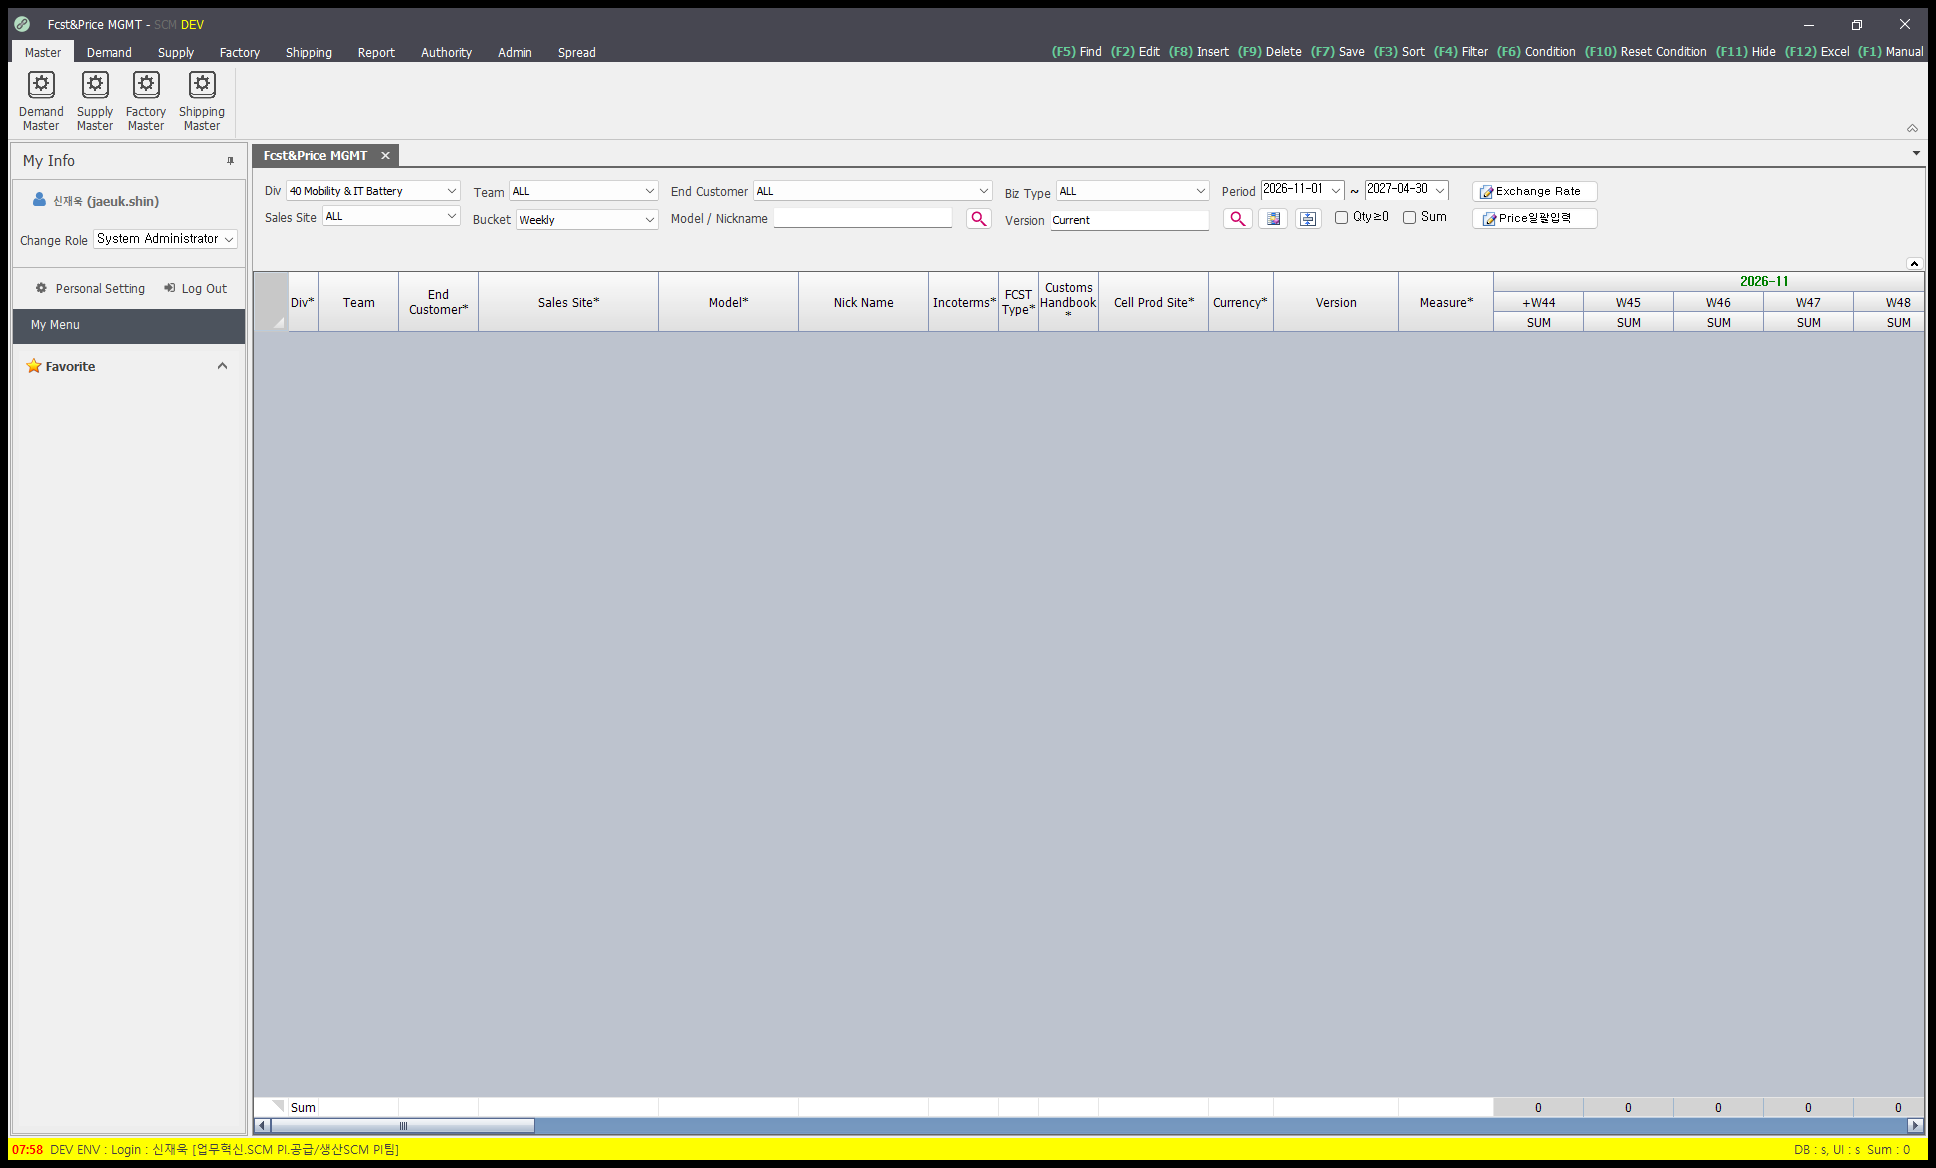 Fcst&Price MGMT - SCM DEV
Master Demand Supply Factory Shipping Report Authority Admin Spread
(F5) Find (F2) Edit (F8) Insert (F9) Delete (F7) Save (F3) Sort (F4) Filter (F6) Condition (F10) Reset Condition (F11) Hide (F12) Excel (F1) Manual
Demand Master
Supply Master
Factory Master
Shipping Master
My Info
신재욱 (jaeuk.shin)
Change Role System Administrator
Personal Setting Log Out
My Menu
Favorite
Fcst&Price MGMT
Div 40 Mobility & IT Battery Team ALL End Customer ALL Biz Type ALL Period 2026-11-01 ~ 2027-04-30 Exchange Rate
Sales Site ALL Bucket Weekly Model / Nickname Version Current Qty≥0 Sum Price일괄입력
Div* Team End Customer* Sales Site* Model* Nick Name Incoterms* FCST Type* Customs Handbook* Cell Prod Site* Currency* Version Measure*
2026-11
+W44 W45 W46 W47 W48
SUM SUM SUM SUM SUM
Sum 0 0 0 0 0
07:58 DEV ENV : Login : 신재욱 [업무혁신.SCM PI.공급/생산SCM PI팀]
DB : s, UI : s Sum : 0